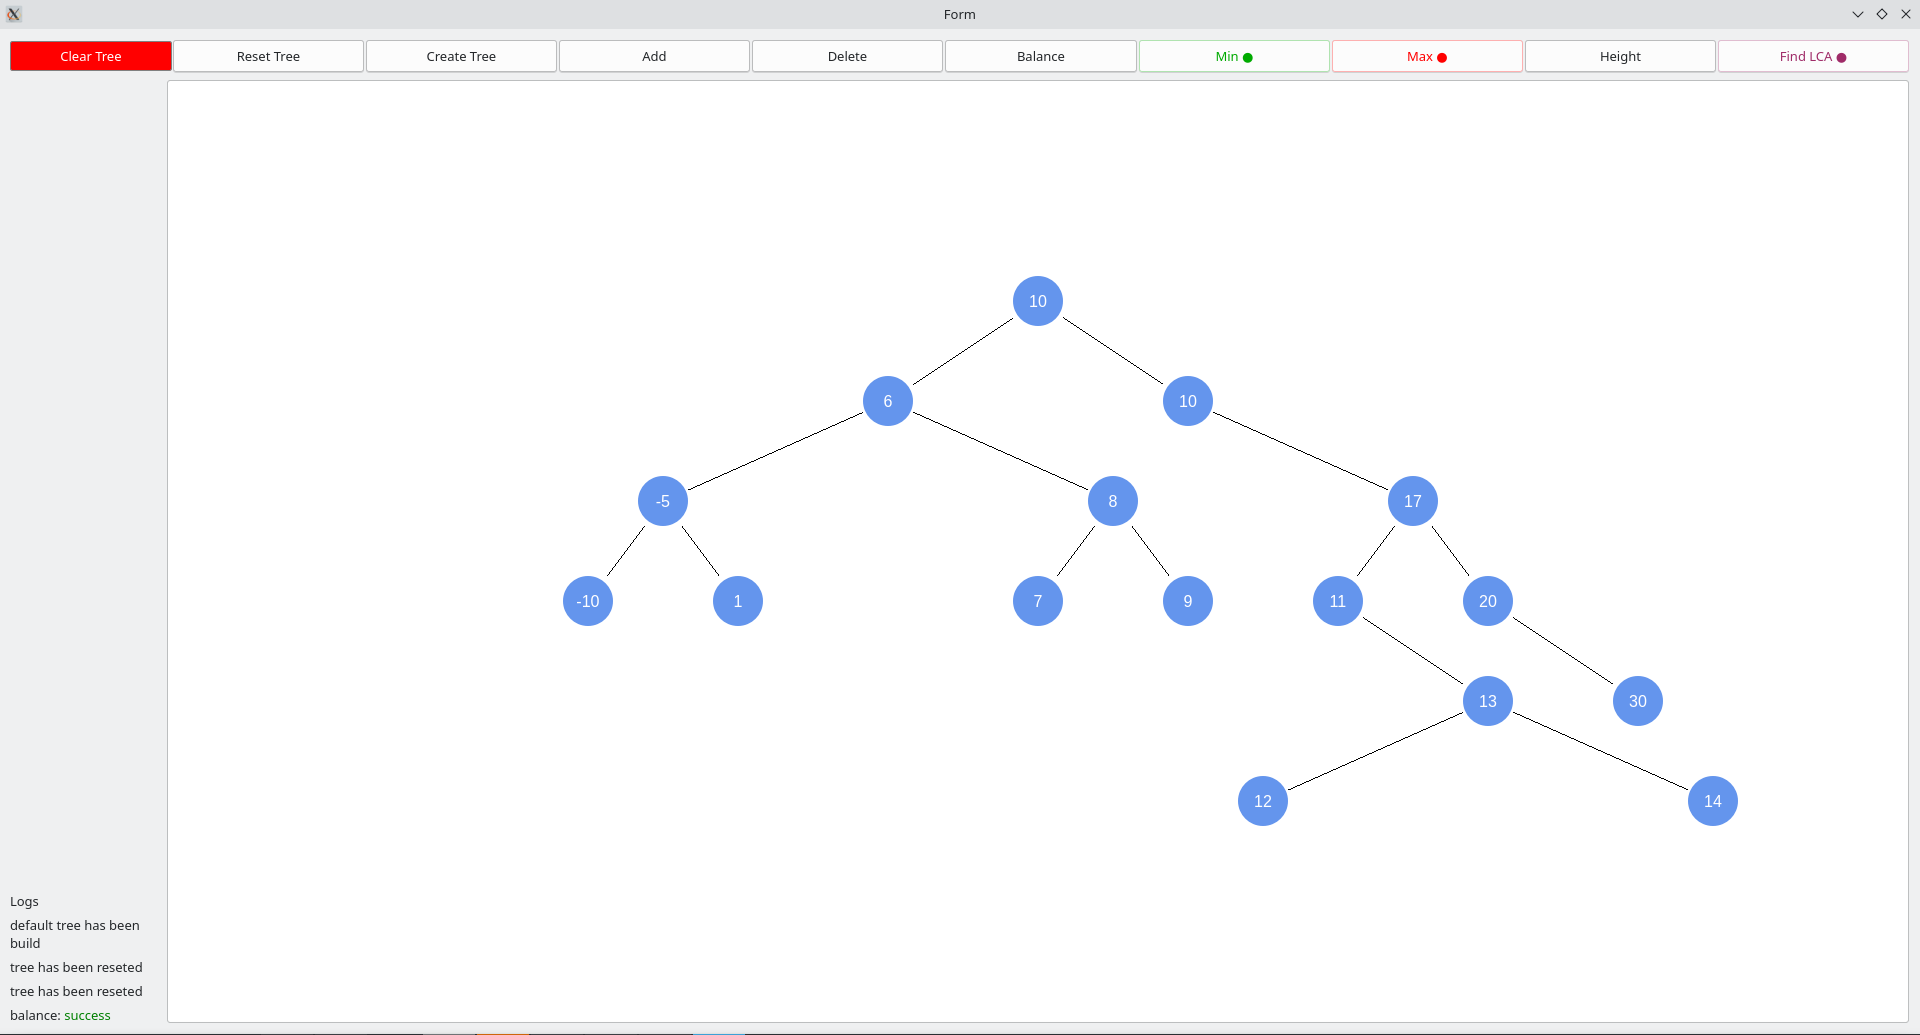 Form
Clear Tree
Reset Tree
Create Tree
Add
Delete
Balance
Min
Max
Height
Find LCA
10
6
10
-5
8
17
-10
1
7
9
11
20
13
30
12
14
Logs
default tree has been
build
tree has been reseted
tree has been reseted
balance: success